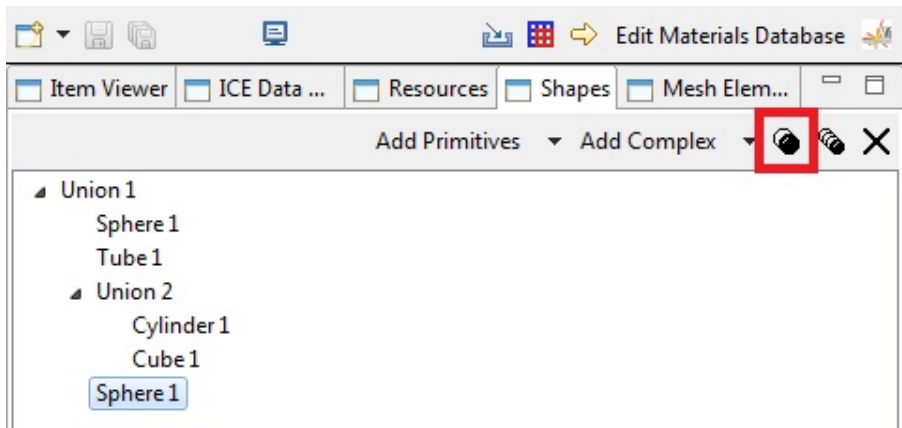 Edit Materials Database
Item Viewer ICE Data ... Resources Shapes Mesh Elem...
Add Primitives Add Complex
Union 1
Sphere 1
Tube 1
Union 2
Cylinder 1
Cube 1
Sphere 1